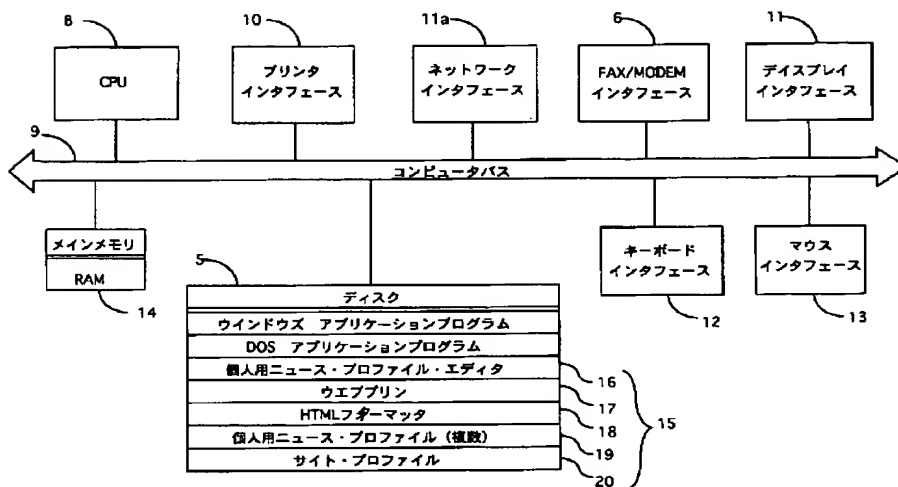 8
CPU
10
プリンタ
インタフェース
11a
ネットワーク
インタフェース
6
FAX/MODEM
インタフェース
11
デイスプレイ
インタフェース
9
コンピュータバス
メインメモリ
RAM
14
キーボード
インタフェース
12
マウス
インタフェース
13
5
ディスク
ウインドウズ アプリケーションプログラム
DOS アプリケーションプログラム
個人用ニュース・プロファイル・エディタ
16
ウエブプリン
17
HTMLフォーマッタ
18
個人用ニュース・プロファイル（複数）
19
サイト・プロファイル
20
15